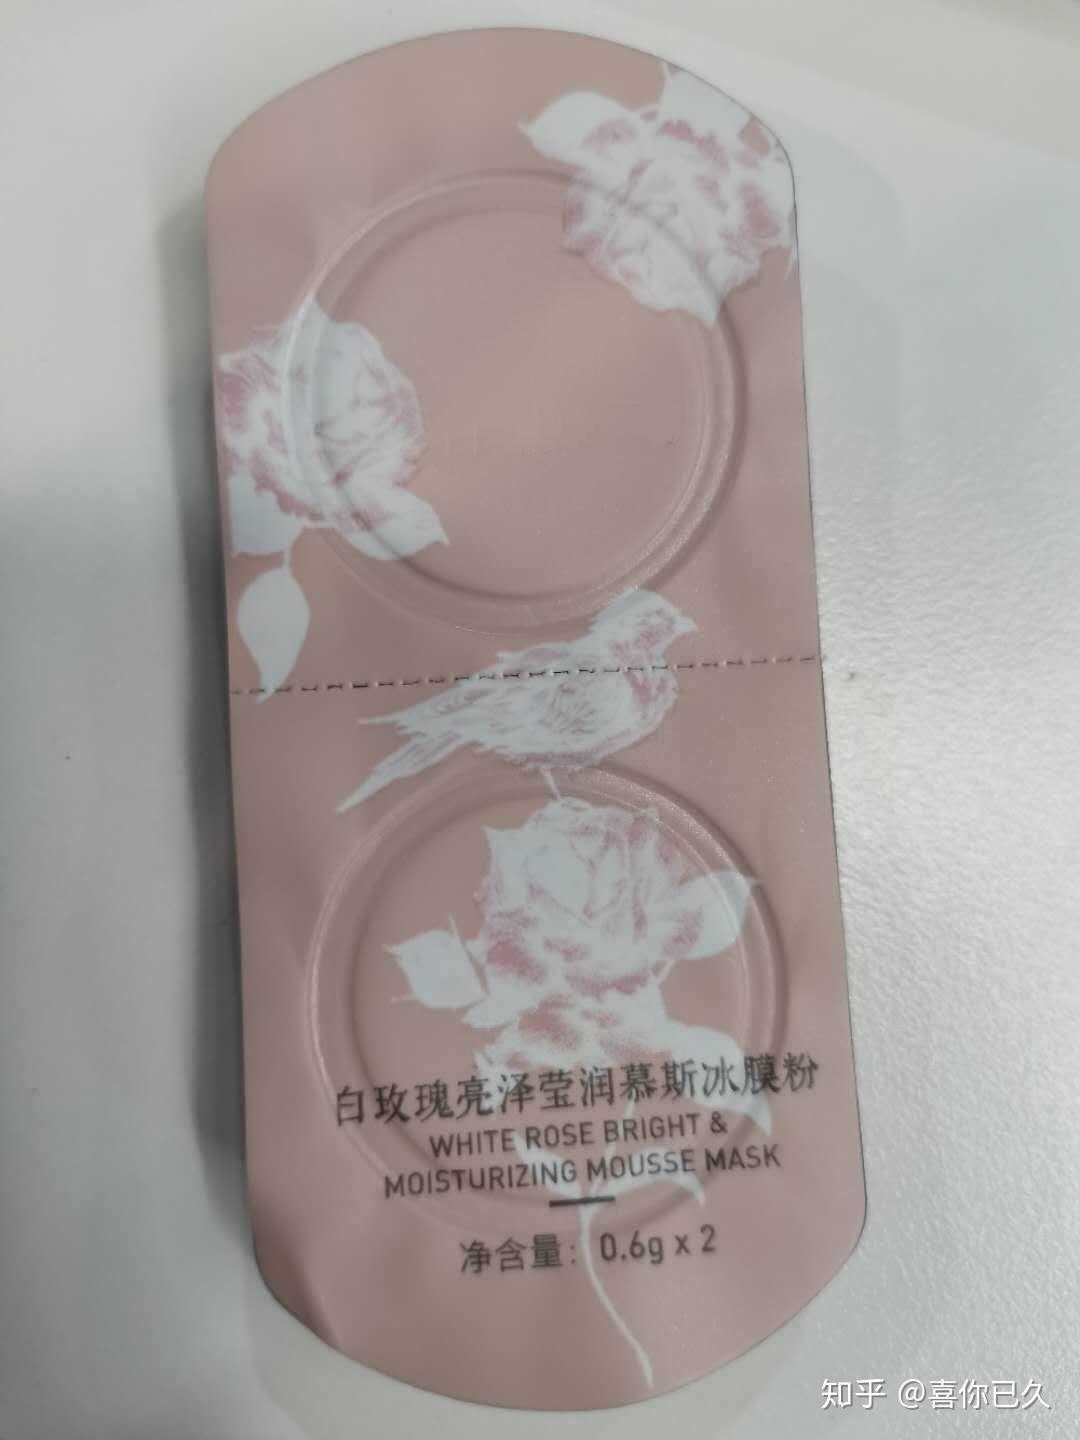 白玫瑰亮泽莹润慕斯冰膜粉
WHITE ROSE BRIGHT &
MOISTURIZING MOUSSE MASK
净含量：0.6g x 2
知乎 @喜你已久